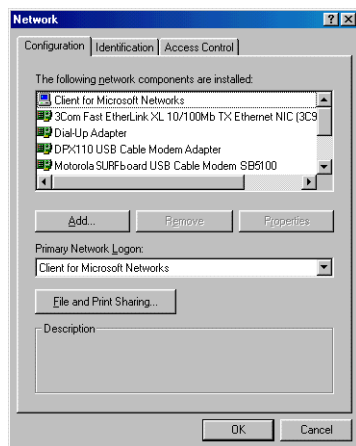 Network
Configuration Identification Access Control
The following network components are installed:
Client for Microsoft Networks
3Com Fast EtherLink XL 10/100Mb TX Ethernet NIC (3C9
Dial-Up Adapter
DPX110 USB Cable Modem Adapter
Motorola SURFboard USB Cable Modem SB5100
Add... Remove Properties
Primary Network Logon:
Client for Microsoft Networks
File and Print Sharing...
Description
OK Cancel